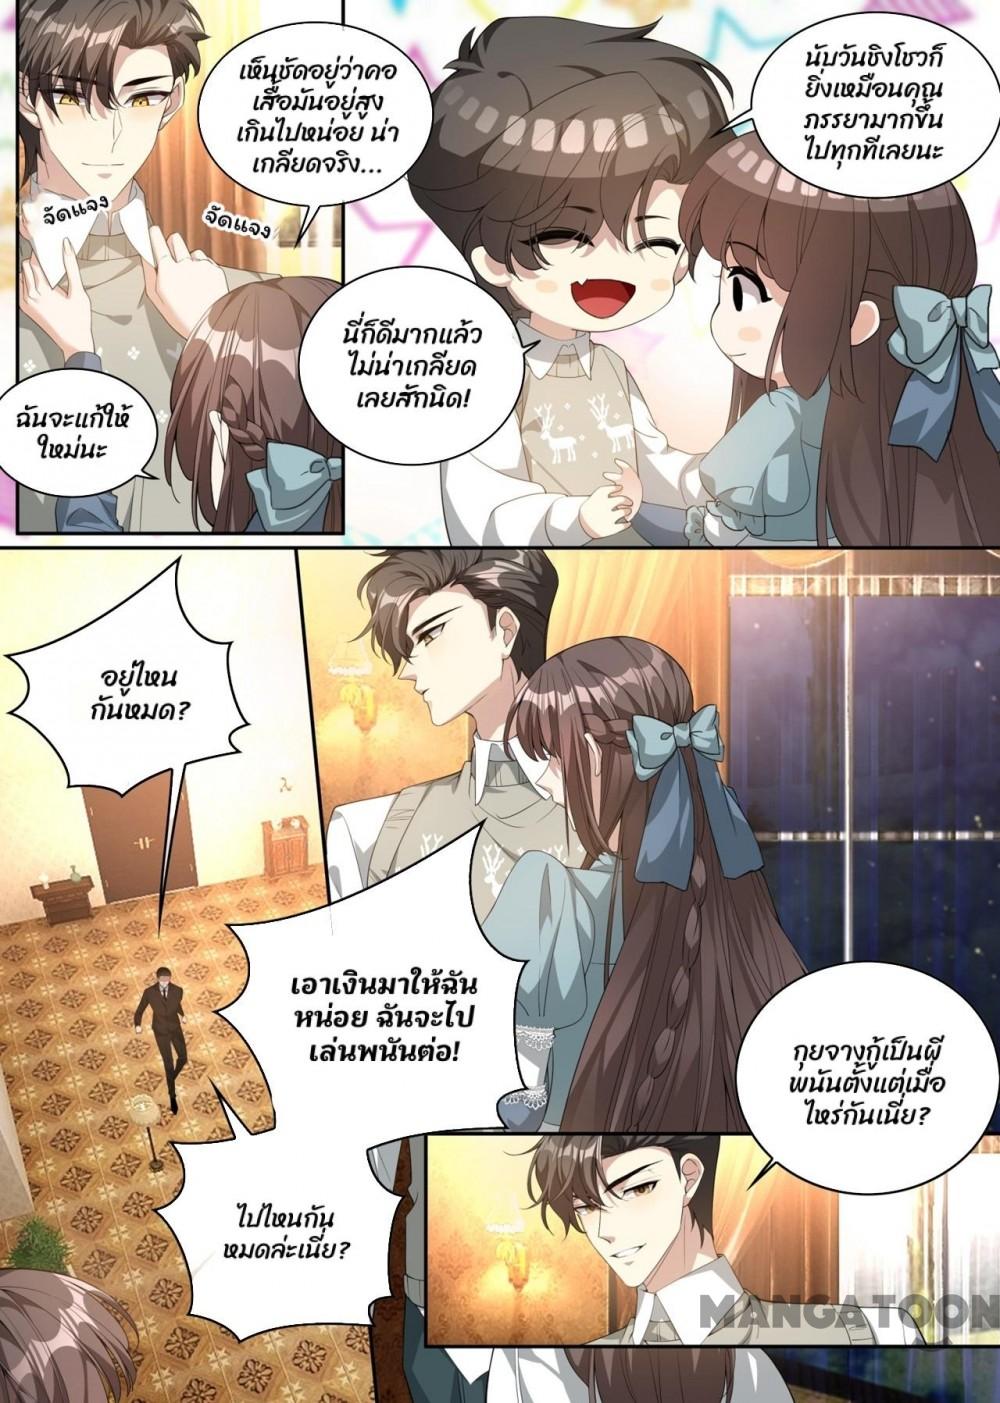 เห็นชัดอยู่ว่าคอ
เสื้อมันอยู่สูง
เกินไปหน่อย น่า
เกลียดจริง...
นับวันชิงโชวก็
ยิ่งเหมือนคุณ
ภรรยามากขึ้น
ไปทุกทีเลยนะ
จัดแจง
จัดแจง
นี่ก็ดีมากแล้ว
ไม่น่าเกลียด
เลยสักนิด!
ฉันจะแก้ให้
ใหม่นะ
อยู่ไหน
กันหมด?
เอาเงินมาให้ฉัน
หน่อย ฉันจะไป
เล่นพนันต่อ!
กุยจางกู้เป็นผี
พนันตั้งแต่เมื่อ
ไหร่กันเนี่ย?
ไปไหนกัน
หมดล่ะเนี่ย?
MANGATOON